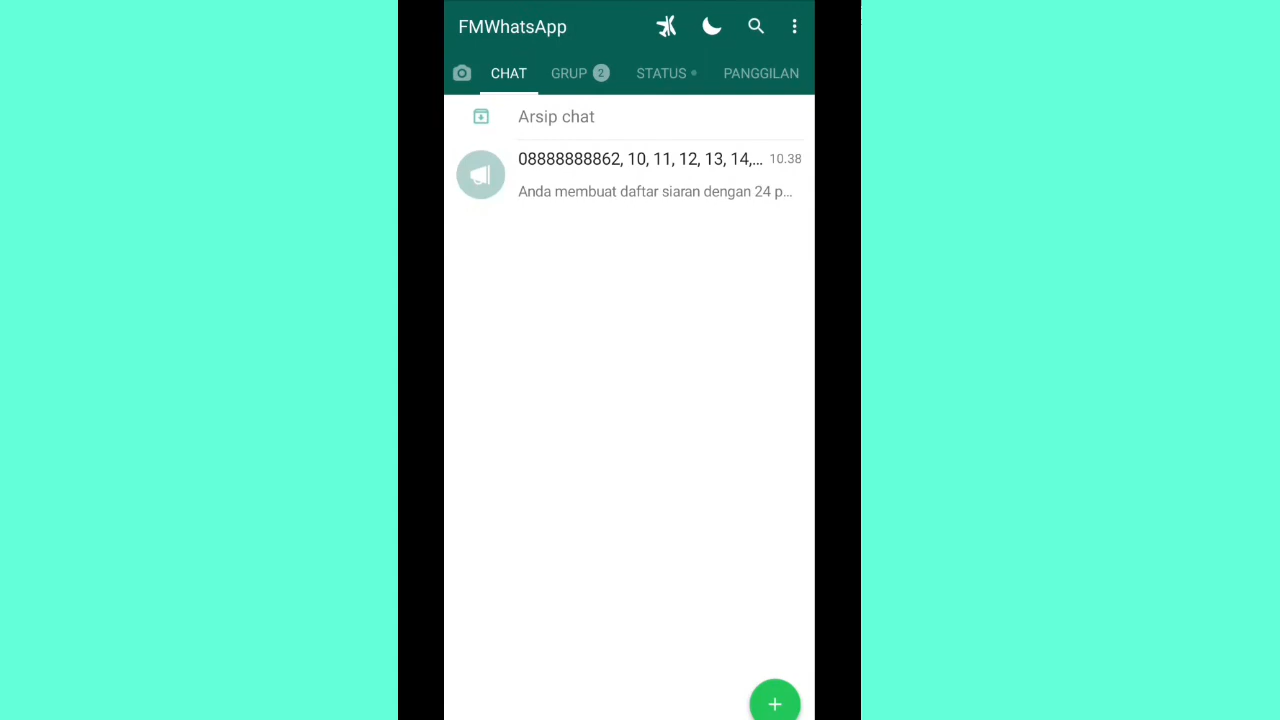 FMWhatsApp
CHAT GRUP 2 STATUS PANGGILAN
Arsip chat
08888888862, 10, 11, 12, 13, 14,... 10.38
Anda membuat daftar siaran dengan 24 p...